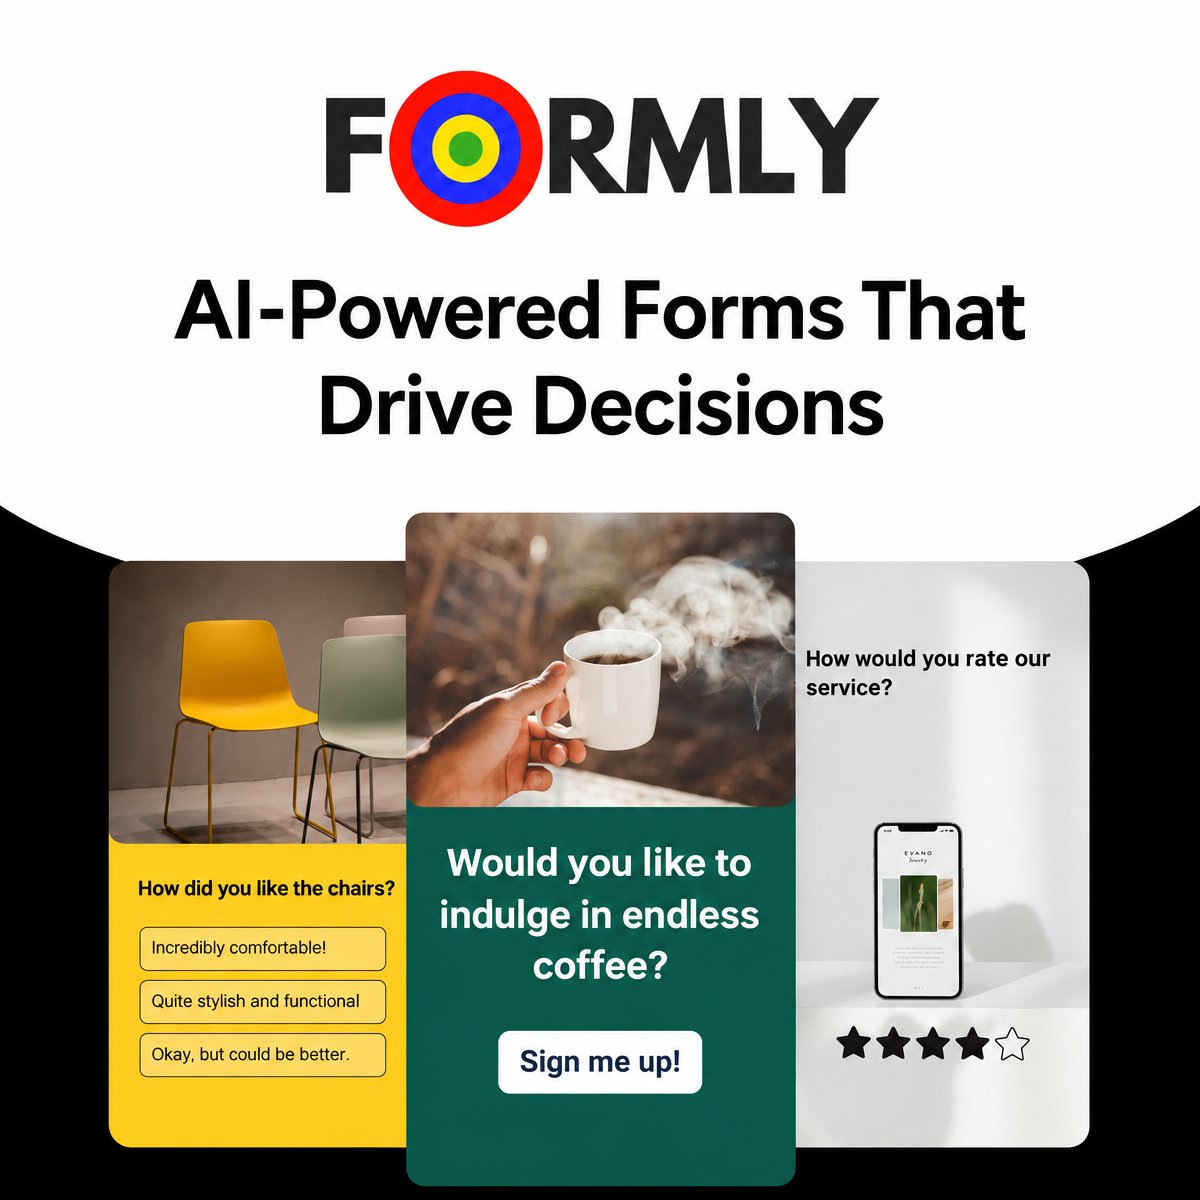 FORMLY
AI-Powered Forms That
Drive Decisions
How did you like the chairs?
Incredibly comfortable!
Quite stylish and functional
Okay, but could be better.
Would you like to
indulge in endless
coffee?
Sign me up!
How would you rate our
service?
EVANO
Jewelry